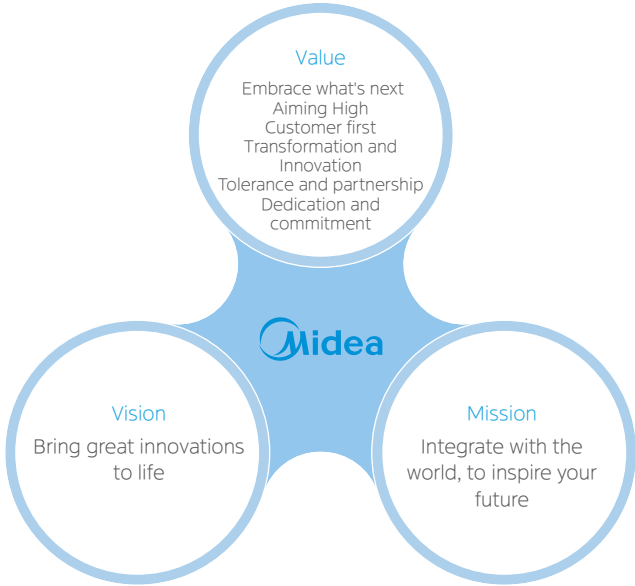 Value
Embrace what's next
Aiming High
Customer first
Transformation and
Innovation
Tolerance and partnership
Dedication and
commitment
Midea
Vision
Bring great innovations
to life
Mission
Integrate with the
world, to inspire your
future